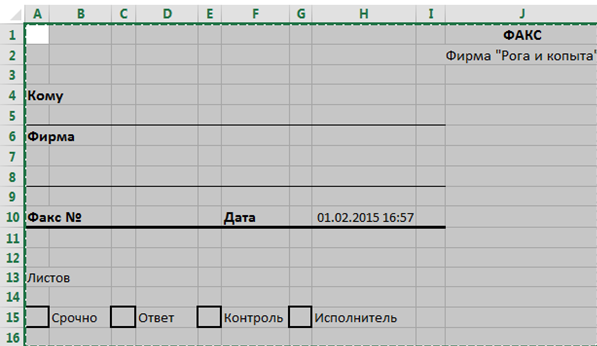 A B C D E F G H I J
1 ФАКС
2 Фирма "Рога и копыта"
3
4 Кому
5
6 Фирма
7
8
9
10 Факс № Дата 01.02.2015 16:57
11
12
13 Листов
14
15 Срочно Ответ Контроль Исполнитель
16